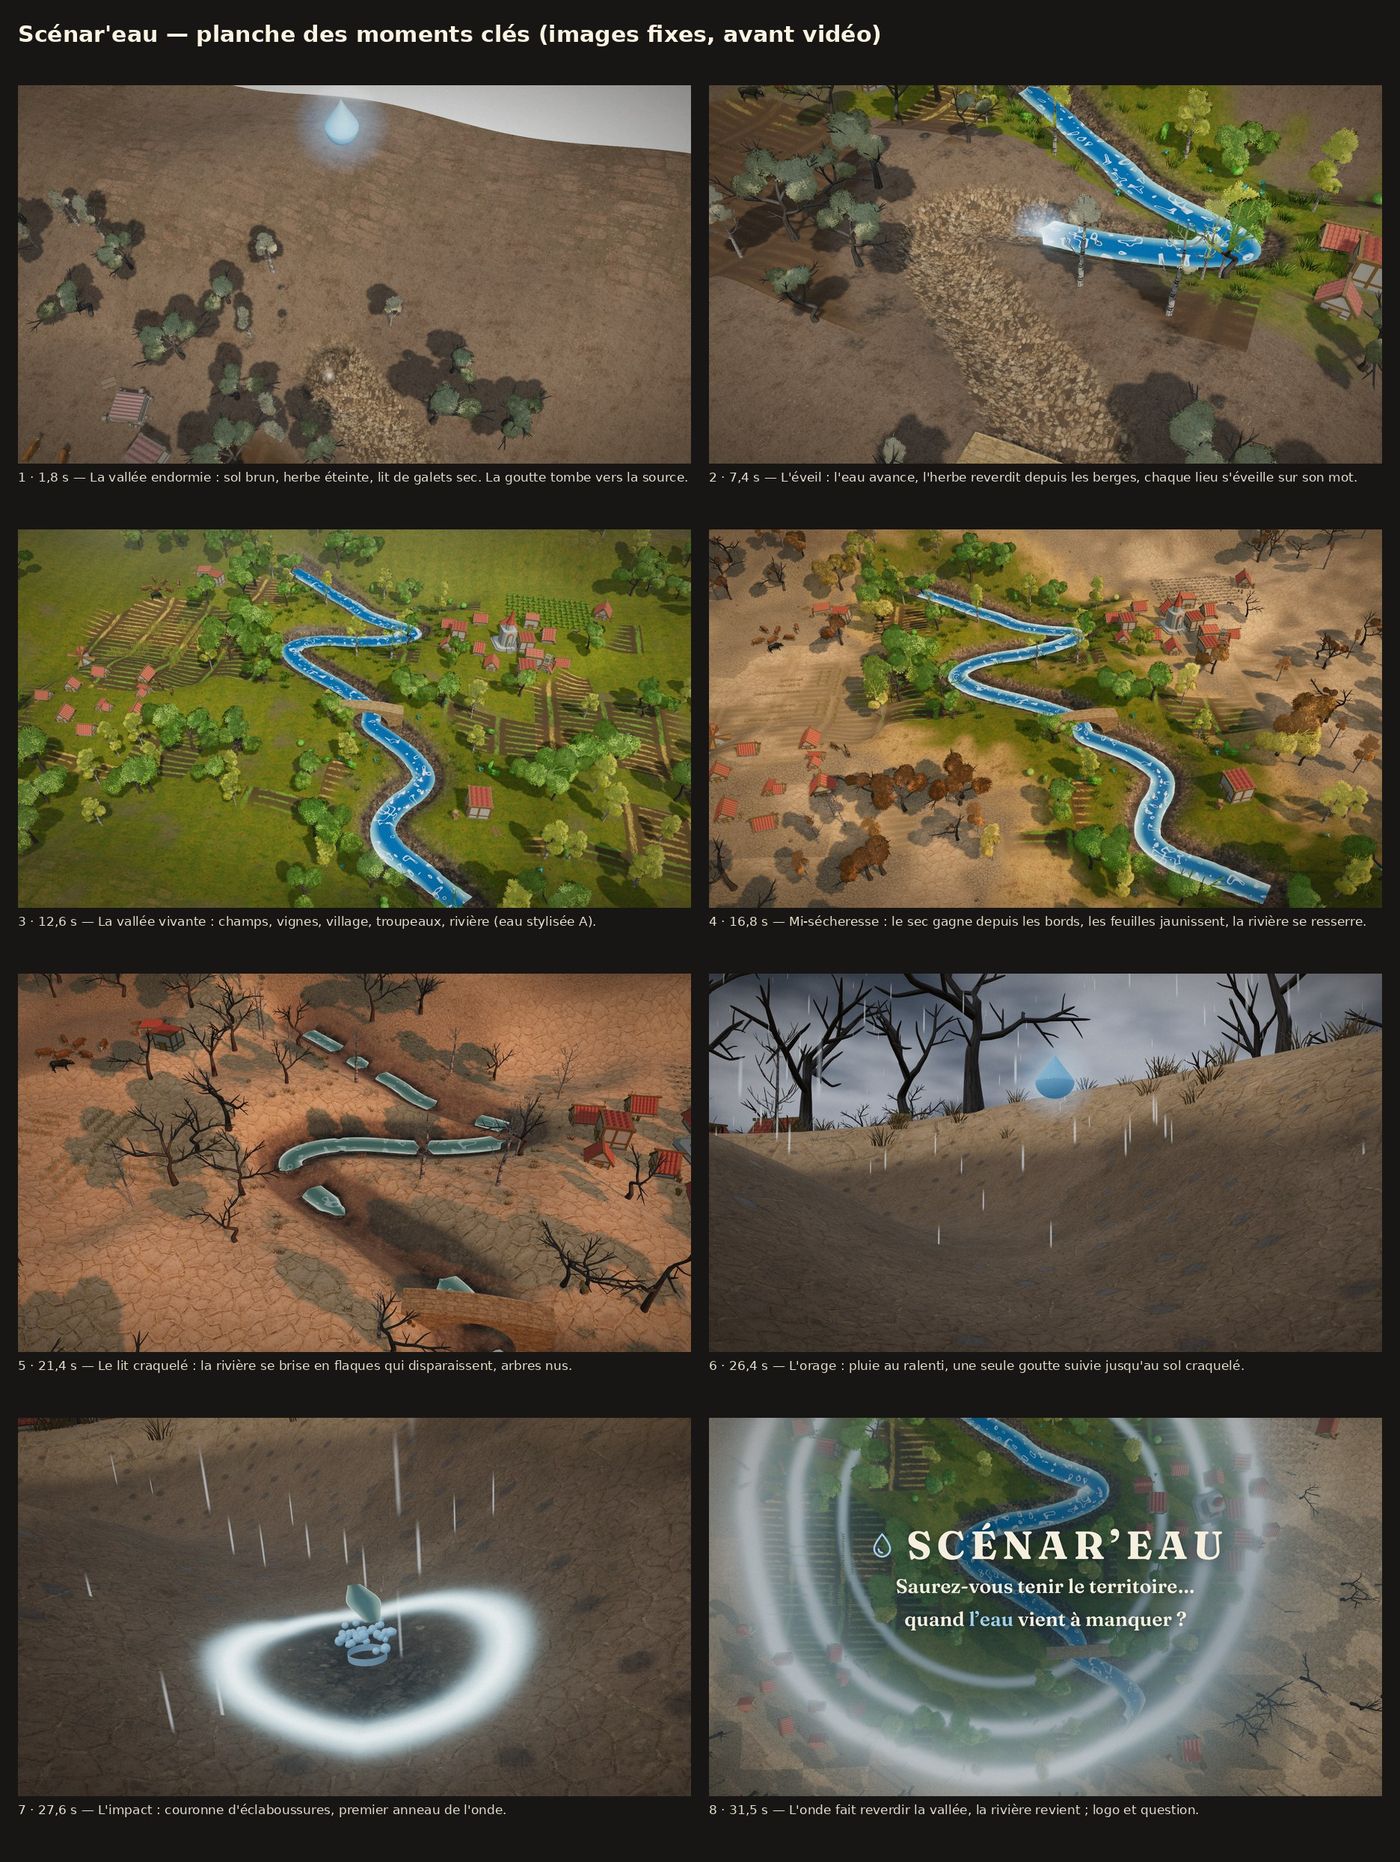 Scénar'eau — planche des moments clés (images fixes, avant vidéo)
1 · 1,8 s — La vallée endormie : sol brun, herbe éteinte, lit de galets sec. La goutte tombe vers la source.
2 · 7,4 s — L'éveil : l'eau avance, l'herbe reverdit depuis les berges, chaque lieu s'éveille sur son mot.
3 · 12,6 s — La vallée vivante : champs, vignes, village, troupeaux, rivière (eau stylisée A).
4 · 16,8 s — Mi-sécheresse : le sec gagne depuis les bords, les feuilles jaunissent, la rivière se resserre.
5 · 21,4 s — Le lit craquelé : la rivière se brise en flaques qui disparaissent, arbres nus.
6 · 26,4 s — L'orage : pluie au ralenti, une seule goutte suivie jusqu'au sol craquelé.
SCÉNAR’EAU
Saurez-vous tenir le territoire…
quand l’eau vient à manquer ?
7 · 27,6 s — L'impact : couronne d'éclaboussures, premier anneau de l'onde.
8 · 31,5 s — L'onde fait reverdir la vallée, la rivière revient ; logo et question.